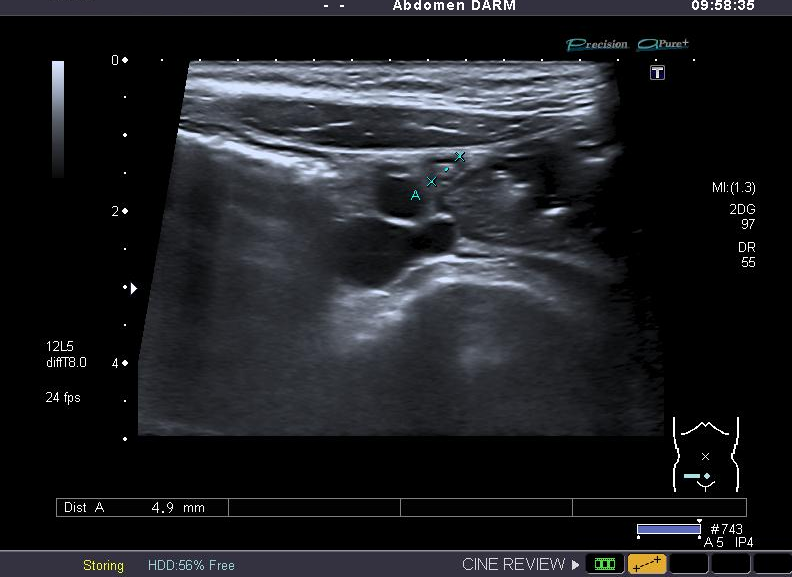 - - Abdomen DARM 09:58:35
Precision APure+
T
0
A
2
4
MI:(1.3)
2DG
97
DR
55
12L5
diffT8.0
24 fps
Dist A 4.9 mm
#743
A 5 IP4
Storing HDD:56% Free CINE REVIEW